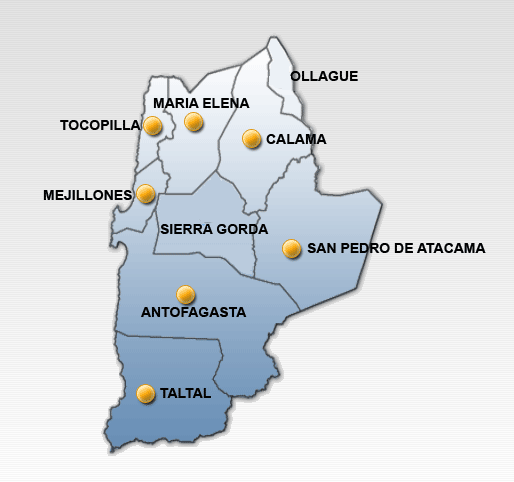 OLLAGUE
MARIA ELENA
TOCOPILLA
CALAMA
MEJILLONES
SIERRA GORDA
SAN PEDRO DE ATACAMA
ANTOFAGASTA
TALTAL